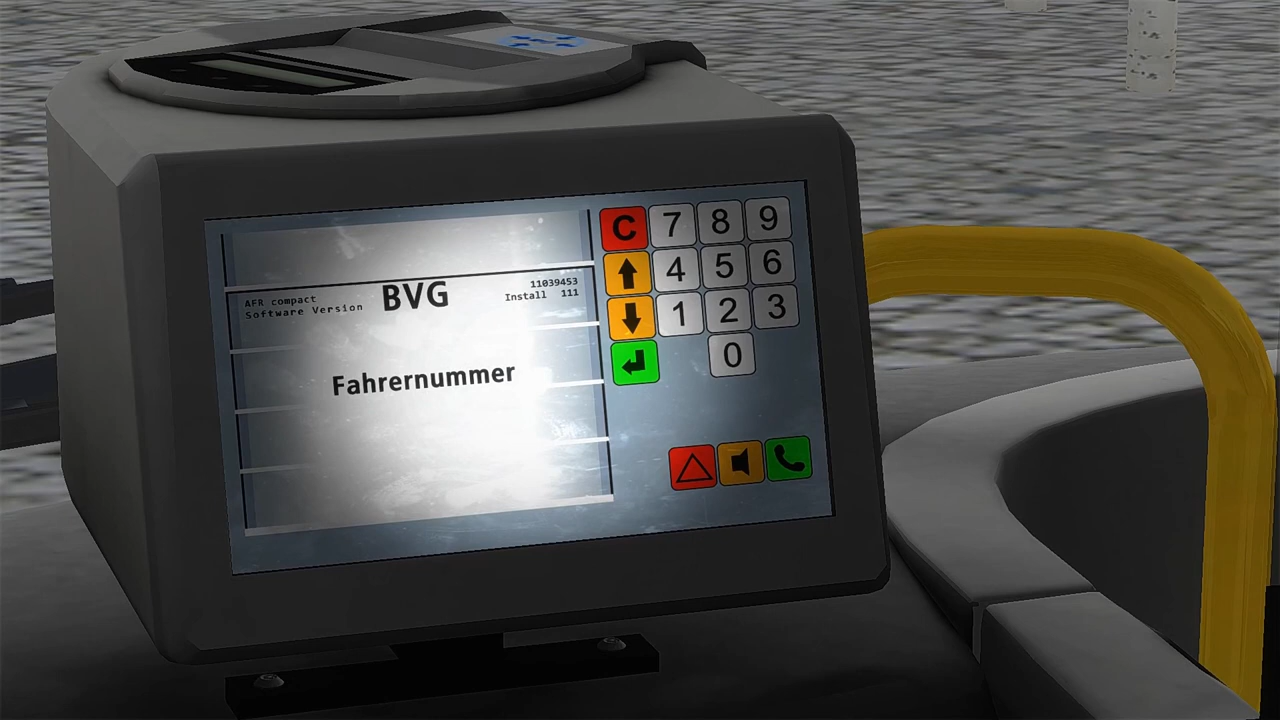 AFR compact
Software Version
BVG
11039453
Install 111
Fahrernummer
C 7 8 9
4 5 6
1 2 3
0